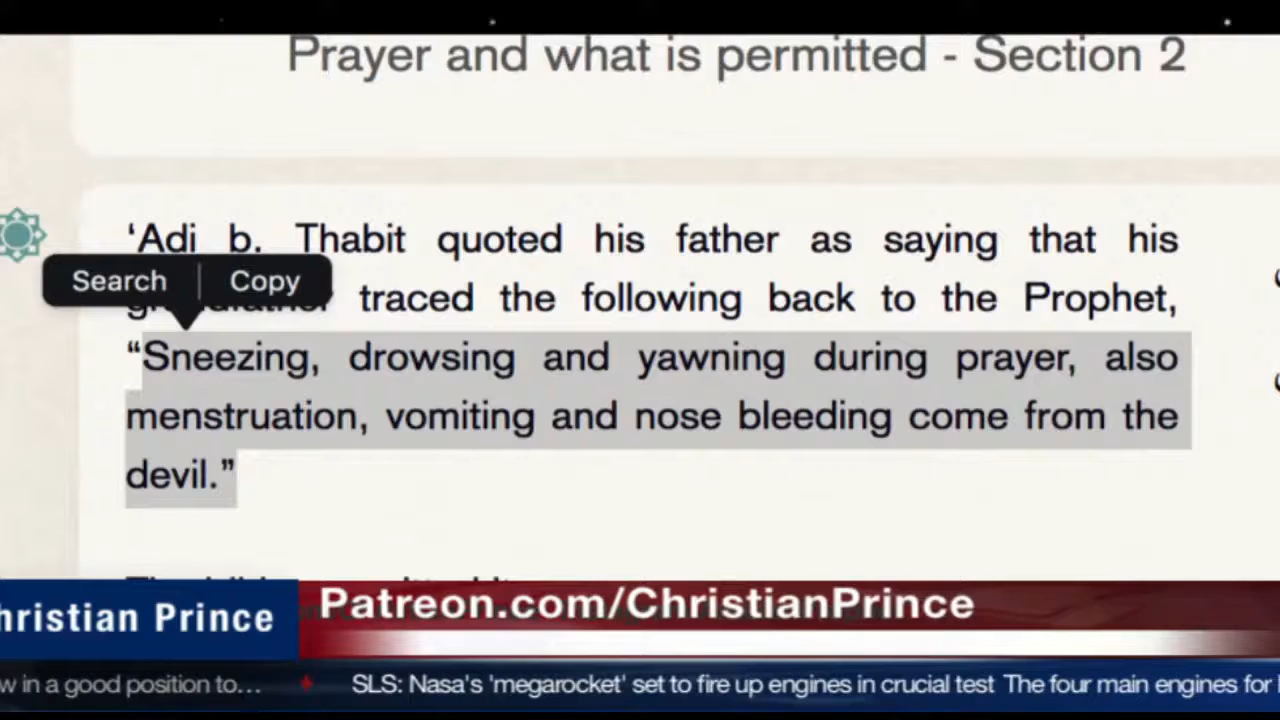 Prayer and what is permitted - Section 2
‘Adi b. Thabit quoted his father as saying that his
Search Copy
traced the following back to the Prophet,
“Sneezing, drowsing and yawning during prayer, also
menstruation, vomiting and nose bleeding come from the
devil.”
hristian Prince
Patreon.com/ChristianPrince
w in a good position to... SLS: Nasa's 'megarocket' set to fire up engines in crucial test The four main engines for